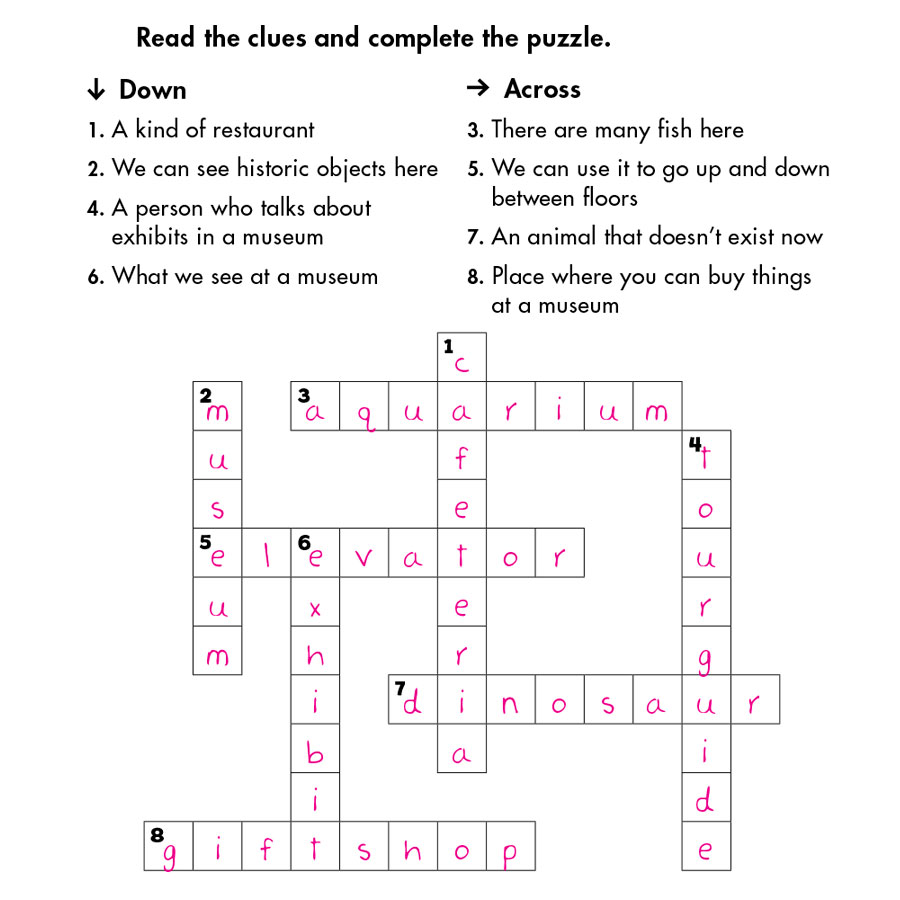 Read the clues and complete the puzzle.
↓ Down
1. A kind of restaurant
2. We can see historic objects here
4. A person who talks about
exhibits in a museum
6. What we see at a museum
→ Across
3. There are many fish here
5. We can use it to go up and down
between floors
7. An animal that doesn't exist now
8. Place where you can buy things
at a museum
1 c
2 m 3 a q u a r i u m
u f 4 t
s e o
5 e l 6 e v a t o r u
u x e r
m h r g
i 7 d i n o s a u r
b a i
i d
8 g i f t s h o p e